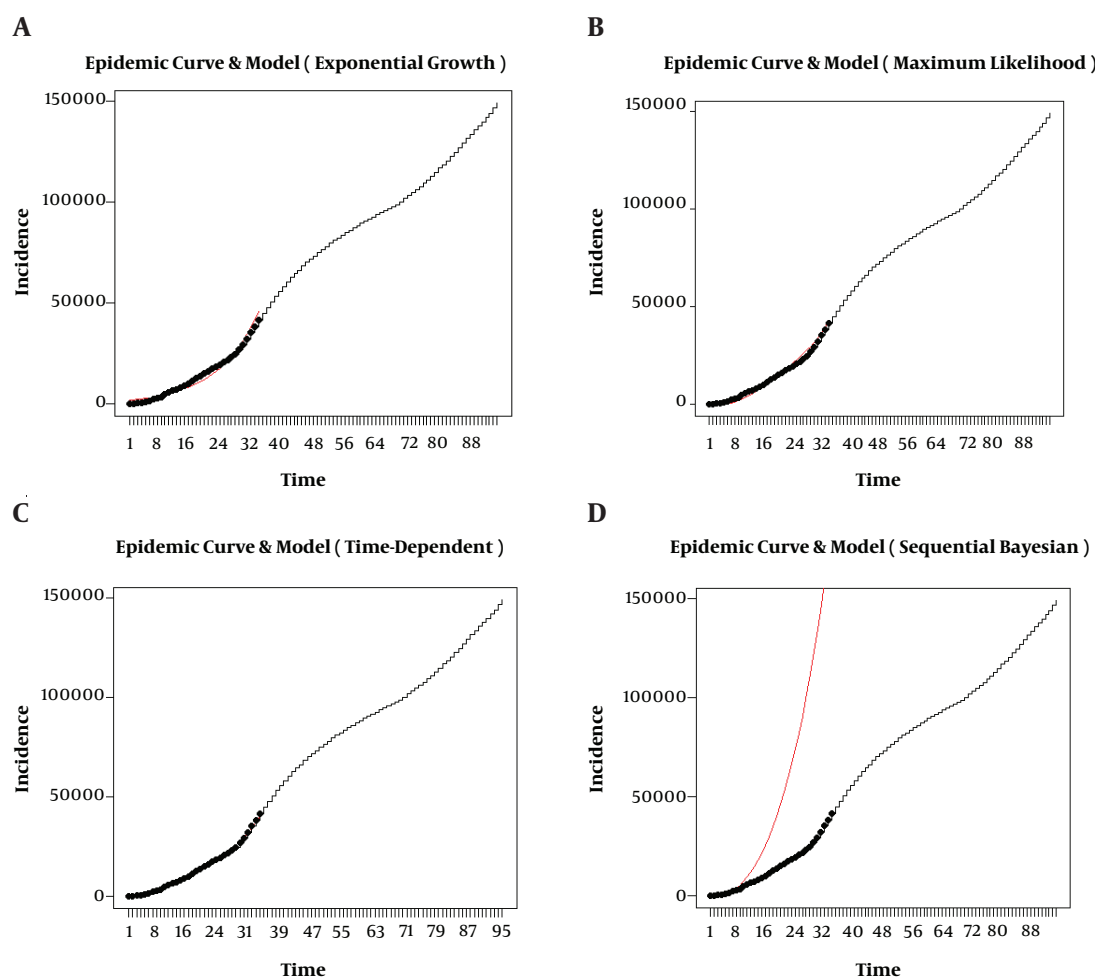 A
Epidemic Curve & Model ( Exponential Growth )
Incidence
150000
100000
50000
0
1 8 16 24 32 40 48 56 64 72 80 88
Time
B
Epidemic Curve & Model ( Maximum Likelihood )
Incidence
150000
100000
50000
0
1 8 16 24 32 40 48 56 64 72 80 88
Time
C
Epidemic Curve & Model ( Time-Dependent )
Incidence
150000
100000
50000
0
1 8 16 24 31 39 47 55 63 71 79 87 95
Time
D
Epidemic Curve & Model ( Sequential Bayesian )
Incidence
150000
100000
50000
0
1 8 16 24 32 40 48 56 64 72 80 88
Time